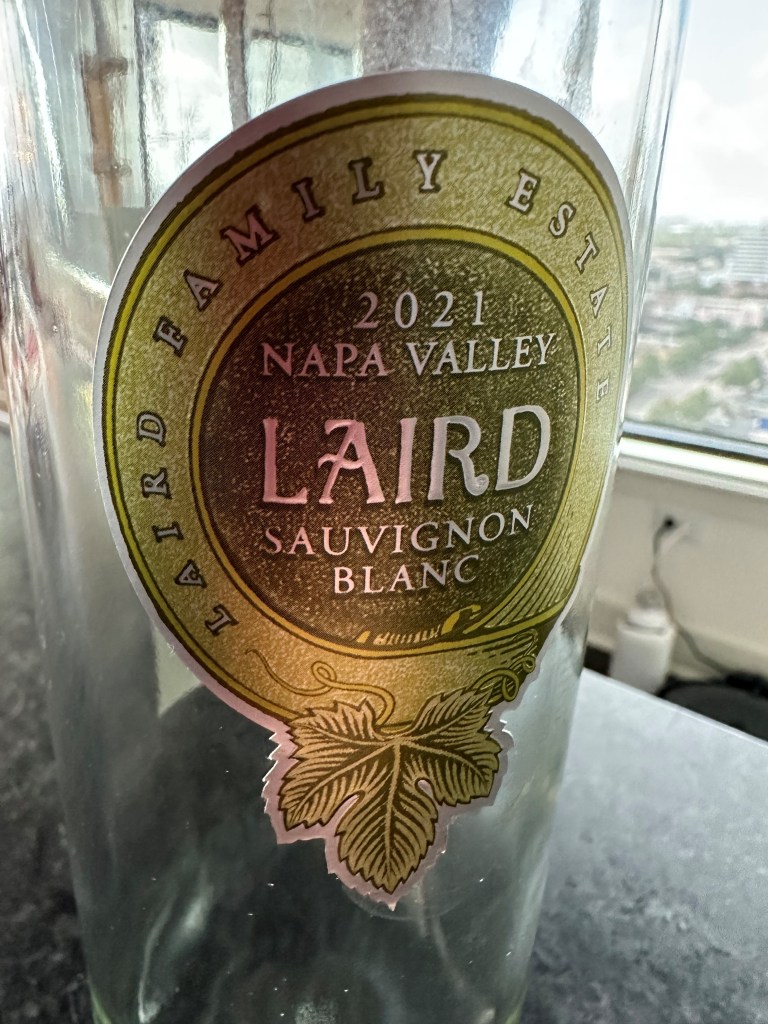 LAIRD FAMILY ESTATE
2021
NAPA VALLEY
LAIRD
SAUVIGNON
BLANC